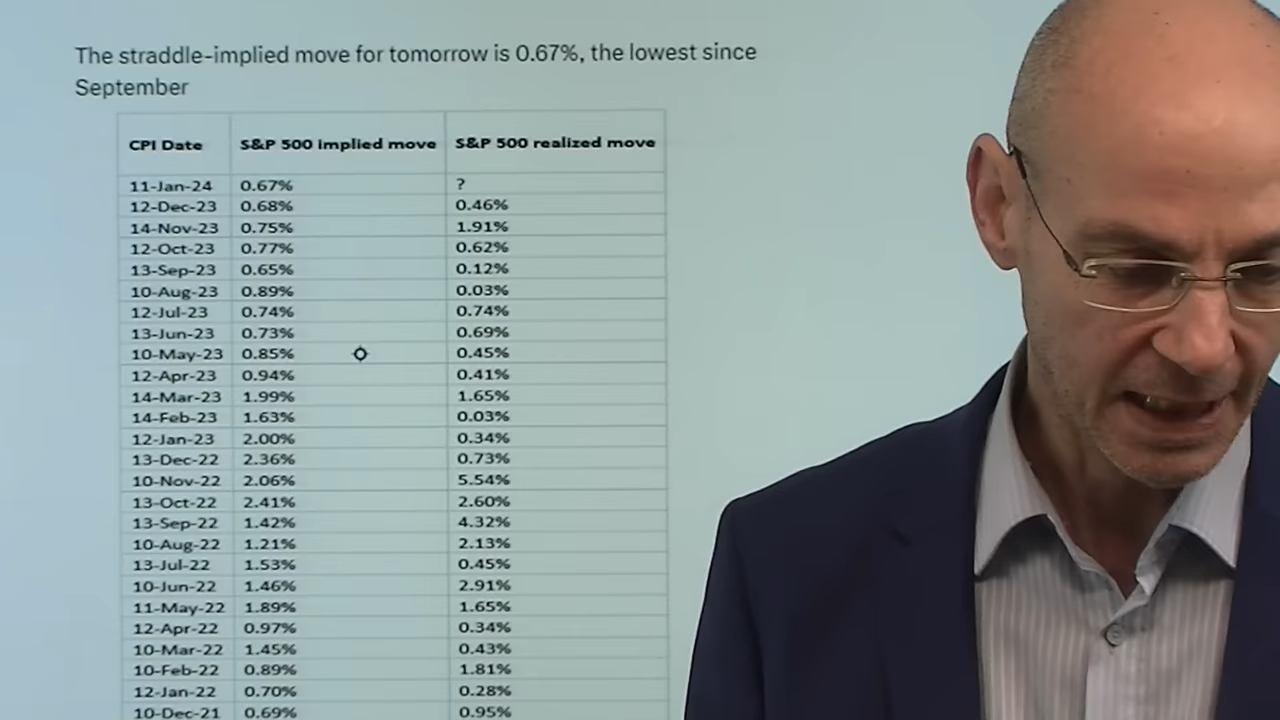 The straddle-implied move for tomorrow is 0.67%, the lowest since
September
CPI Date S&P 500 implied move S&P 500 realized move
11-Jan-24 0.67% ?
12-Dec-23 0.68% 0.46%
14-Nov-23 0.75% 1.91%
12-Oct-23 0.77% 0.62%
13-Sep-23 0.65% 0.12%
10-Aug-23 0.89% 0.03%
12-Jul-23 0.74% 0.74%
13-Jun-23 0.73% 0.69%
10-May-23 0.85% 0.45%
12-Apr-23 0.94% 0.41%
14-Mar-23 1.99% 1.65%
14-Feb-23 1.63% 0.03%
12-Jan-23 2.00% 0.34%
13-Dec-22 2.36% 0.73%
10-Nov-22 2.06% 5.54%
13-Oct-22 2.41% 2.60%
13-Sep-22 1.42% 4.32%
10-Aug-22 1.21% 2.13%
13-Jul-22 1.53% 0.45%
10-Jun-22 1.46% 2.91%
11-May-22 1.89% 1.65%
12-Apr-22 0.97% 0.34%
10-Mar-22 1.45% 0.43%
10-Feb-22 0.89% 1.81%
12-Jan-22 0.70% 0.28%
10-Dec-21 0.69% 0.95%